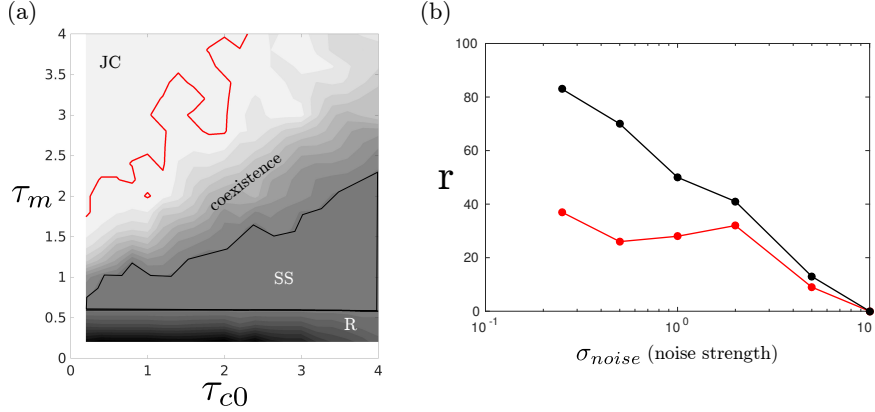 (a)
JC
coexistence
SS
R
τm
4
3.5
3
2.5
2
1.5
1
0.5
0
0
1
2
3
4
τc0
(b)
r
100
80
60
40
20
0
10^-1
10^0
10
σnoise (noise strength)